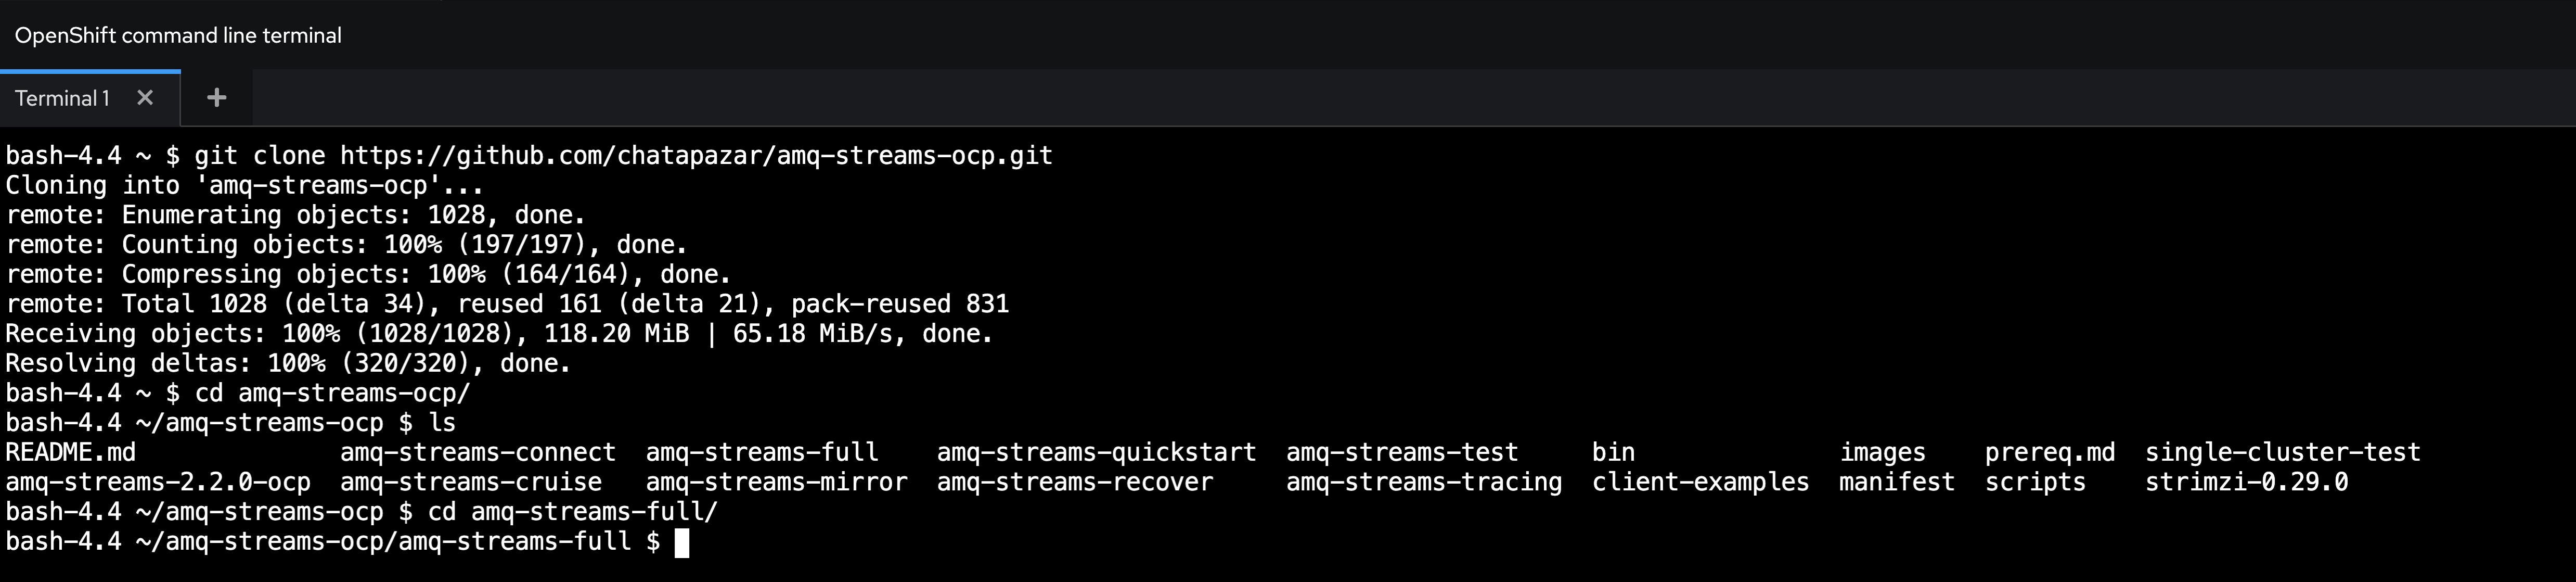 OpenShift command line terminal
Terminal 1
bash-4.4 ~ $ git clone https://github.com/chatapazar/amq-streams-ocp.git
Cloning into 'amq-streams-ocp'...
remote: Enumerating objects: 1028, done.
remote: Counting objects: 100% (197/197), done.
remote: Compressing objects: 100% (164/164), done.
remote: Total 1028 (delta 34), reused 161 (delta 21), pack-reused 831
Receiving objects: 100% (1028/1028), 118.20 MiB | 65.18 MiB/s, done.
Resolving deltas: 100% (320/320), done.
bash-4.4 ~ $ cd amq-streams-ocp/
bash-4.4 ~/amq-streams-ocp $ ls
README.md              amq-streams-connect  amq-streams-full    amq-streams-quickstart  amq-streams-test     bin              images    prereq.md  single-cluster-test
amq-streams-2.2.0-ocp  amq-streams-cruise   amq-streams-mirror  amq-streams-recover     amq-streams-tracing  client-examples  manifest  scripts    strimzi-0.29.0
bash-4.4 ~/amq-streams-ocp $ cd amq-streams-full/
bash-4.4 ~/amq-streams-ocp/amq-streams-full $